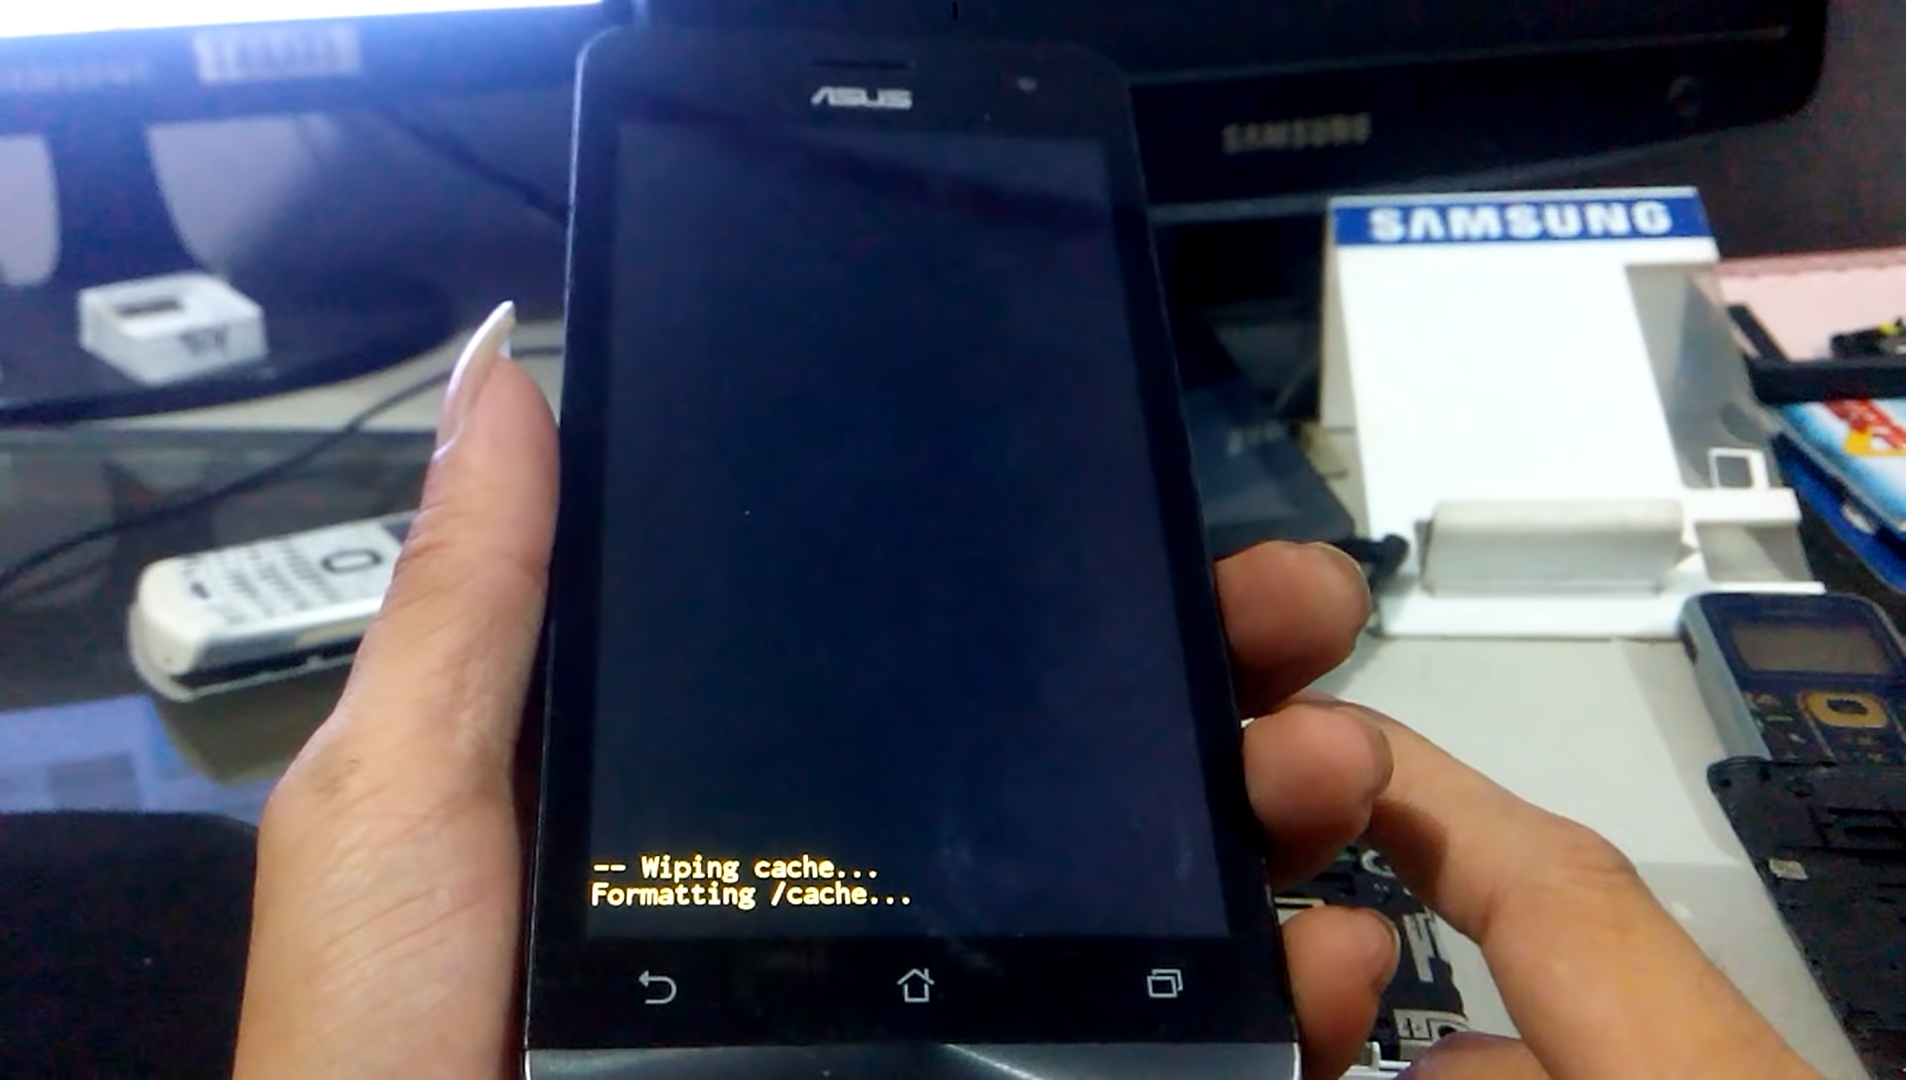 ASUS
SAMSUNG
SAMSUNG
-- Wiping cache...
Formatting /cache...